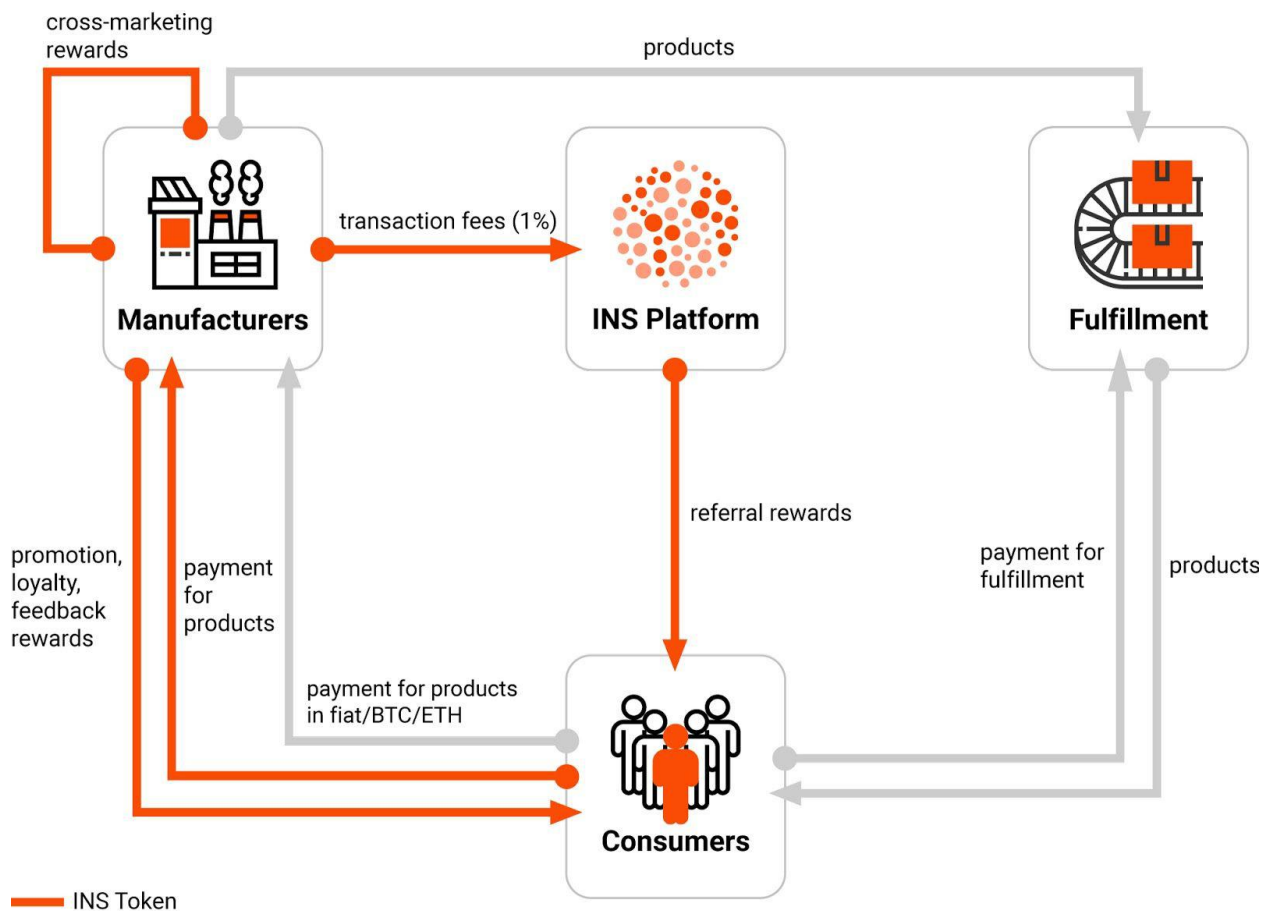 cross-marketing
rewards
products
transaction fees (1%)
Manufacturers
INS Platform
Fulfillment
referral rewards
promotion,
loyalty,
feedback
rewards
payment
for
products
payment for
fulfillment
products
payment for products
in fiat/BTC/ETH
Consumers
INS Token